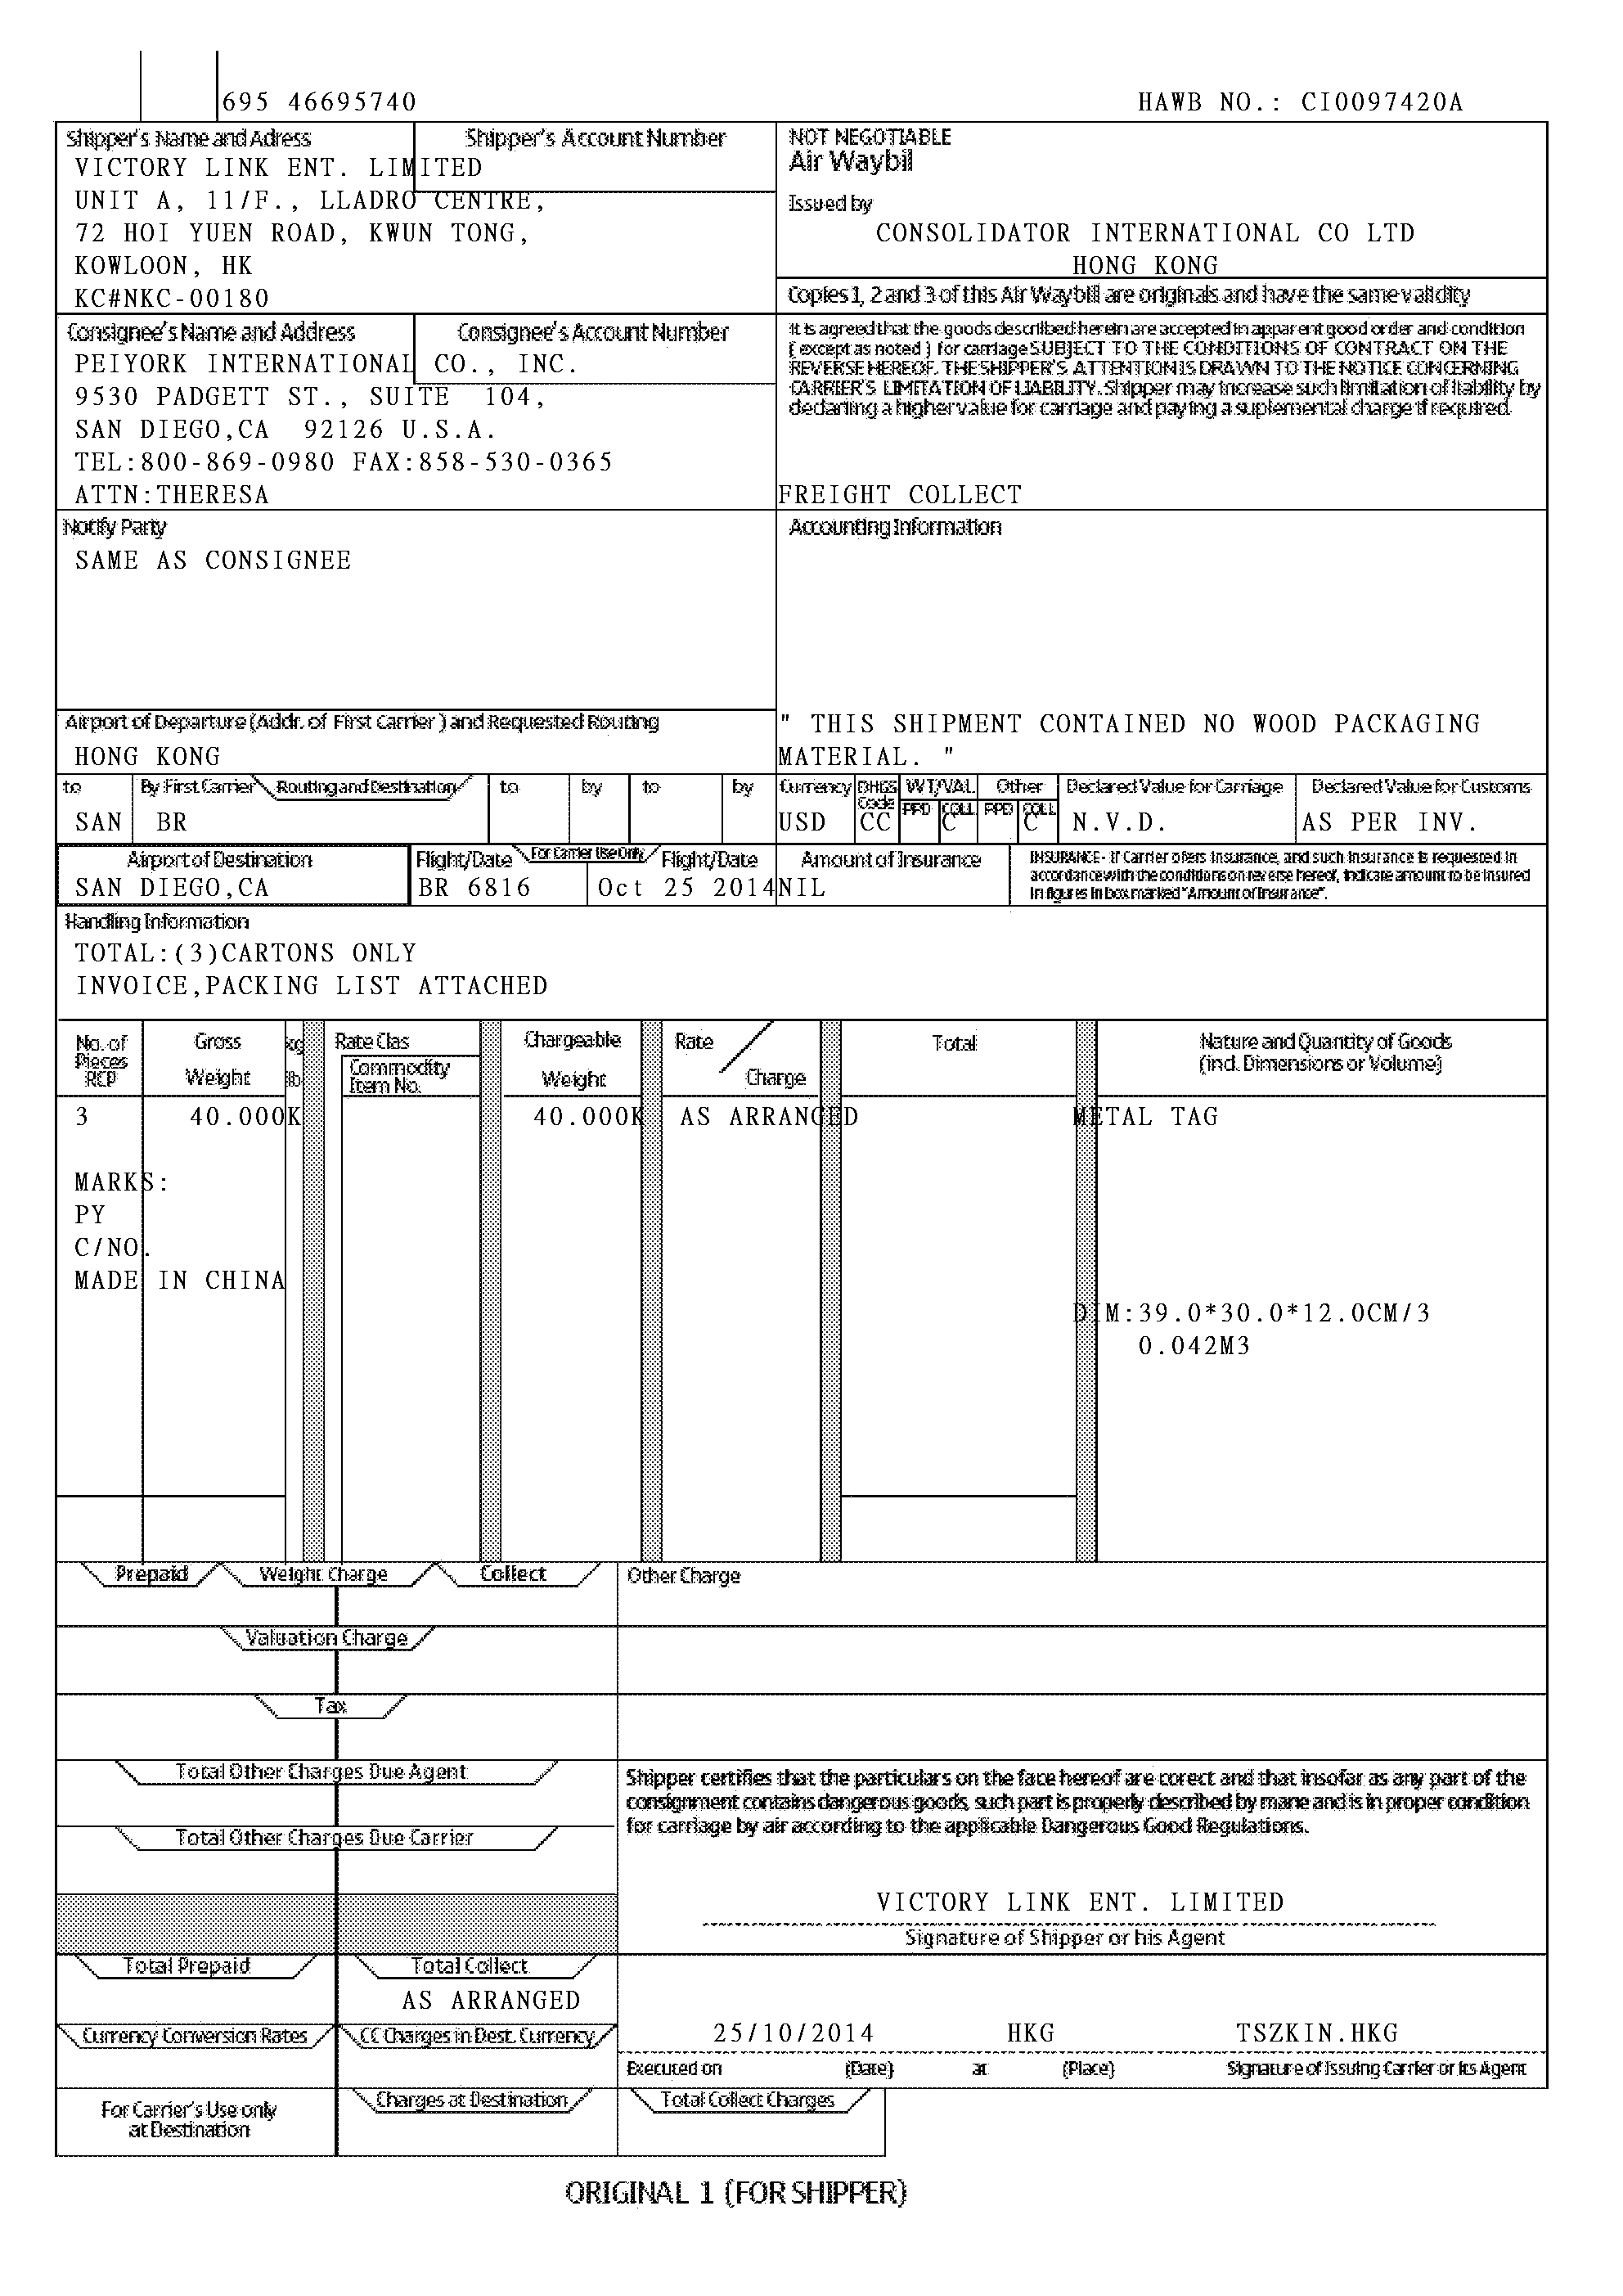 695 46695740
HAWB NO.: CI0097420A
Shipper's Name and Adress
Shipper's Account Number
VICTORY LINK ENT. LIMITED
UNIT A, 11/F., LLADRO CENTRE,
72 HOI YUEN ROAD, KWUN TONG,
KOWLOON, HK
KC#NKC-00180
NOT NEGOTIABLE
Air Waybil
Issued by
CONSOLIDATOR INTERNATIONAL CO LTD
HONG KONG
Copies 1, 2 and 3 of this Air Waybill are originals and have the same validity
Consignee's Name and Address
Consignee's Account Number
PEIYORK INTERNATIONAL CO., INC.
9530 PADGETT ST., SUITE 104,
SAN DIEGO,CA 92126 U.S.A.
TEL:800-869-0980 FAX:858-530-0365
ATTN:THERESA
It is agreed that the goods described herein are accepted in apparent good order and condition
( except as noted ) for carriage SUBJECT TO THE CONDITIONS OF CONTRACT ON THE
REVERSE HEREOF. THE SHIPPER'S ATTENTION IS DRAWN TO THE NOTICE CONCERNING
CARRIER'S LIMITATION OF LIABILITY. Shipper may increase such limitation of liability by
declaring a higher value for carriage and paying a suplemental charge if required.
FREIGHT COLLECT
Notify Party
SAME AS CONSIGNEE
Accounting Information
" THIS SHIPMENT CONTAINED NO WOOD PACKAGING
MATERIAL. "
Airport of Departure (Addr. of First Carrier ) and Requested Routing
HONG KONG
to
By First Carrier
Routing and Destination
to
by
to
by
Currency
CHGS Code
WT/VAL
Other
PPD
COLL
PPD
COLL
Declared Value for Carriage
Declared Value for Customs
SAN
BR
USD
CC
C
C
N.V.D.
AS PER INV.
Airport of Destination
Flight/Date
For Carrier Use Only
Flight/Date
Amount of Insurance
SAN DIEGO,CA
BR 6816
Oct 25 2014
NIL
INSURANCE - If Carrier ofers insurance, and such insurance is requested in
accordance with the conditions on reverse hereof, indicate amount to be insured
in figures in box marked "Amount of Insurance".
Handling Information
TOTAL:(3)CARTONS ONLY
INVOICE,PACKING LIST ATTACHED
No. of
Pieces
RCP
Gross
Weight
kg
lb
Rate Clas
Commodity
Item No.
Chargeable
Weight
Rate
Charge
Total
Nature and Quantity of Goods
(incl. Dimensions or Volume)
3
40.000K
40.000K
AS ARRANGED
METAL TAG
MARKS:
PY
C/NO.
MADE IN CHINA
DIM:39.0*30.0*12.0CM/3
0.042M3
Prepaid
Weight Charge
Collect
Other Charge
Valuation Charge
Tax
Total Other Charges Due Agent
Total Other Charges Due Carrier
Shipper certifies that the particulars on the face hereof are corect and that insofar as any part of the
consignment contains dangerous goods, such part is properly described by mane and is in proper condition
for carriage by air according to the applicable Dangerous Good Regulations.
VICTORY LINK ENT. LIMITED
Signature of Shipper or his Agent
Total Prepaid
Total Collect
AS ARRANGED
Currency Conversion Rates
CC Charges in Dest. Currency
25/10/2014
HKG
TSZKIN.HKG
Executed on
(Date)
at
(Place)
Signature of Issuing Carrier or its Agent
For Carrier's Use only
at Destination
Charges at Destination
Total Collect Charges
ORIGINAL 1 (FOR SHIPPER)